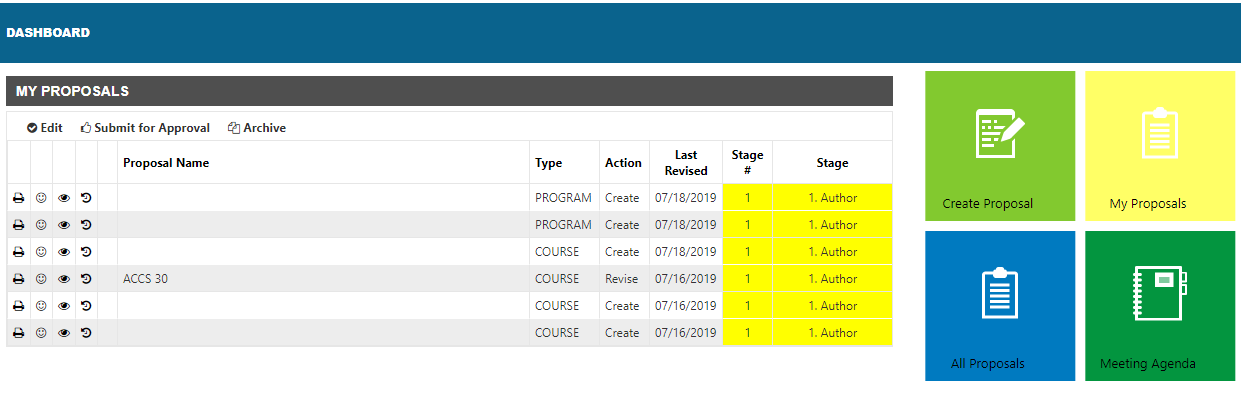 DASHBOARD
MY PROPOSALS
Edit Submit for Approval Archive
Proposal Name Type Action Last Revised Stage # Stage
PROGRAM Create 07/18/2019 1 1. Author
PROGRAM Create 07/18/2019 1 1. Author
COURSE Create 07/18/2019 1 1. Author
ACCS 30 COURSE Revise 07/16/2019 1 1. Author
COURSE Create 07/16/2019 1 1. Author
COURSE Create 07/16/2019 1 1. Author
Create Proposal
My Proposals
All Proposals
Meeting Agenda